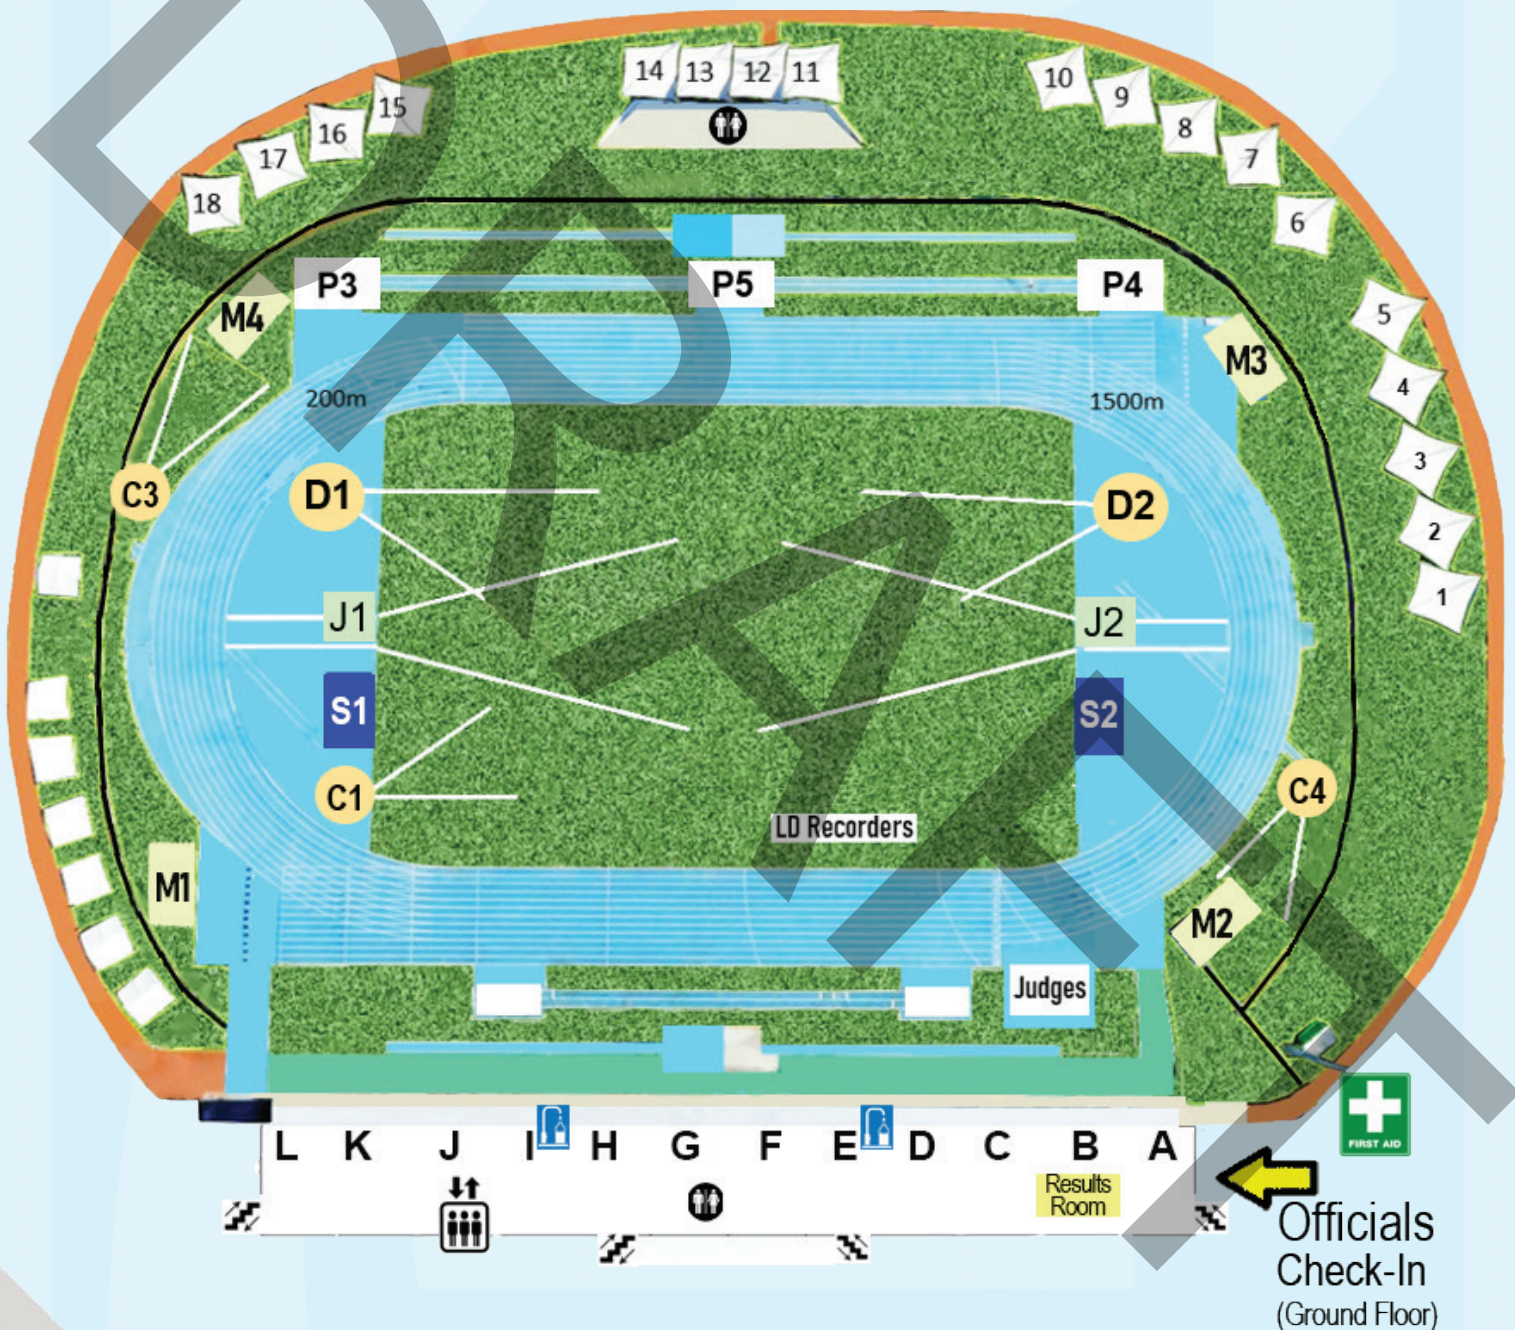 14 13 12 11
10
9
8
7
6
15
16
17
18
5
4
3
2
1
P3
P5
P4
M4
M3
200m
1500m
C3
D1
D2
J1
J2
S1
S2
C1
C4
LD Recorders
M1
M2
Judges
L K J I H G F E D C B A
Results
Room
FIRST AID
Officials
Check-In
(Ground Floor)
DRAFT